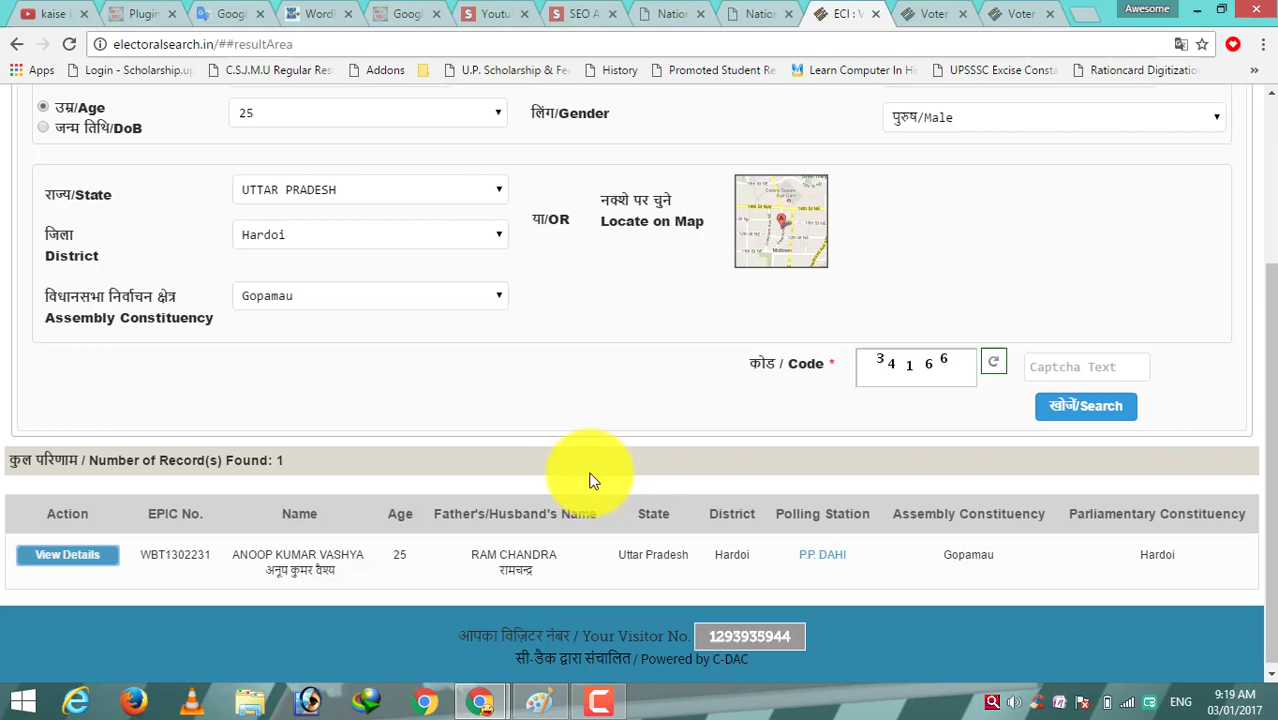 kaise
Plugin
Googl
WordP
Googl
Youtu
SEO A
Nation
Nation
ECI : V
Voter
Voter
Awesome
electoralsearch.in/##resultArea
Apps
Login - Scholarship.up
C.S.J.M.U Regular Res
Addons
U.P. Scholarship & Fe
History
Promoted Student Re
Learn Computer In Hi
UPSSSC Excise Consta
Rationcard Digitizatio
»
उम्र/Age
25
लिंग/Gender
पुरुष/Male
जन्म तिथि/DoB
राज्य/State
UTTAR PRADESH
या/OR
नक्शे पर चुने
Locate on Map
जिला
District
Hardoi
विधानसभा निर्वाचन क्षेत्र
Assembly Constituency
Gopamau
कोड / Code *
34166
Captcha Text
खोजें/Search
कुल परिणाम / Number of Record(s) Found: 1
Action EPIC No. Name Age Father's/Husband's Name State District Polling Station Assembly Constituency Parliamentary Constituency
View Details WBT1302231 ANOOP KUMAR VASHYA 25 RAM CHANDRA Uttar Pradesh Hardoi P.P. DAHI Gopamau Hardoi
अनूप कुमर वैश्य रामचन्द्र
आपका विज़िटर नंबर / Your Visitor No. 1293935944
सी-डैक द्वारा संचालित / Powered by C-DAC
ENG
9:19 AM
03/01/2017